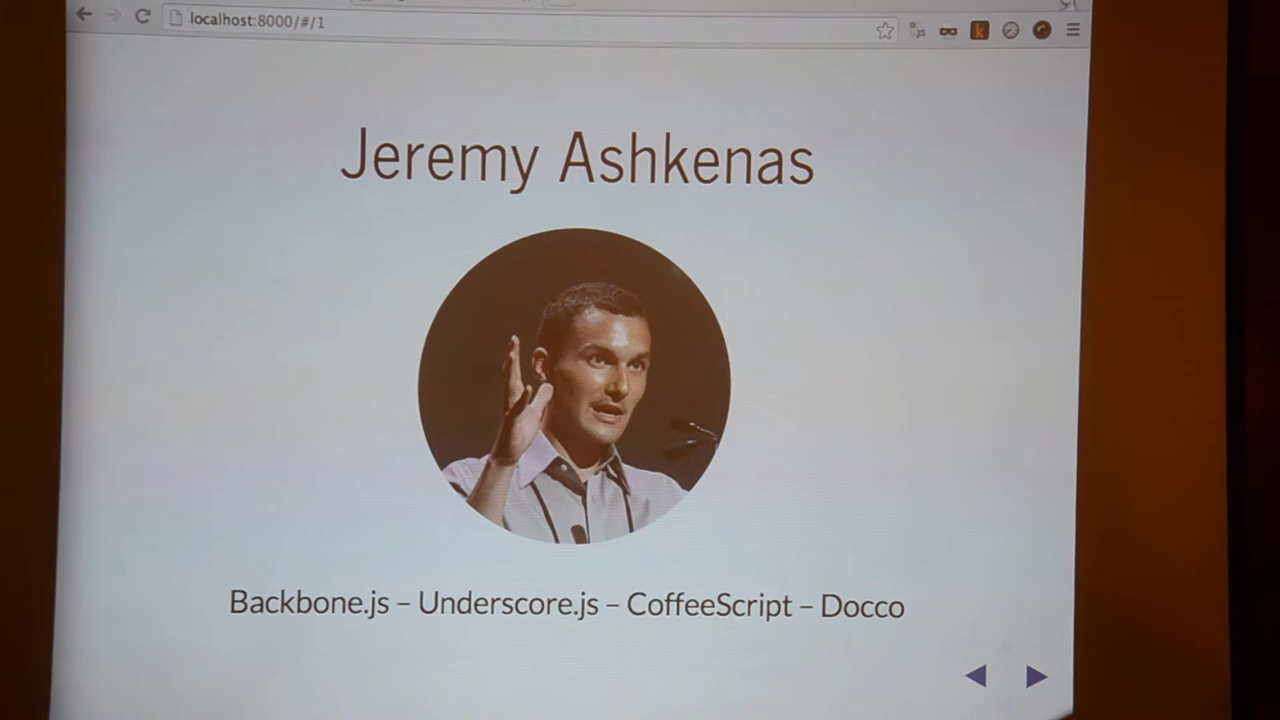 localhost:8000/#/1
Jeremy Ashkenas
Backbone.js – Underscore.js – CoffeeScript – Docco